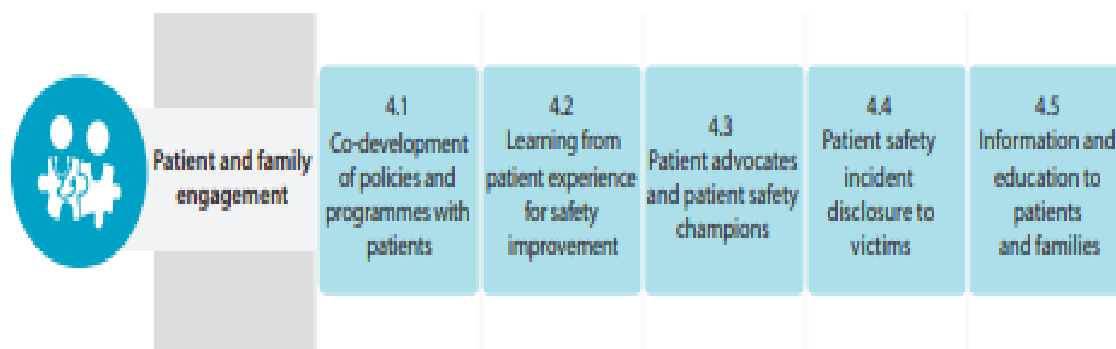 Patient and family
engagement
4.1
Co-development
of policies and
programmes with
patients
4.2
Learning from
patient experience
for safety
improvement
4.3
Patient advocates
and patient safety
champions
4.4
Patient safety
incident
disclosure to
victims
4.5
Information and
education to
patients
and families